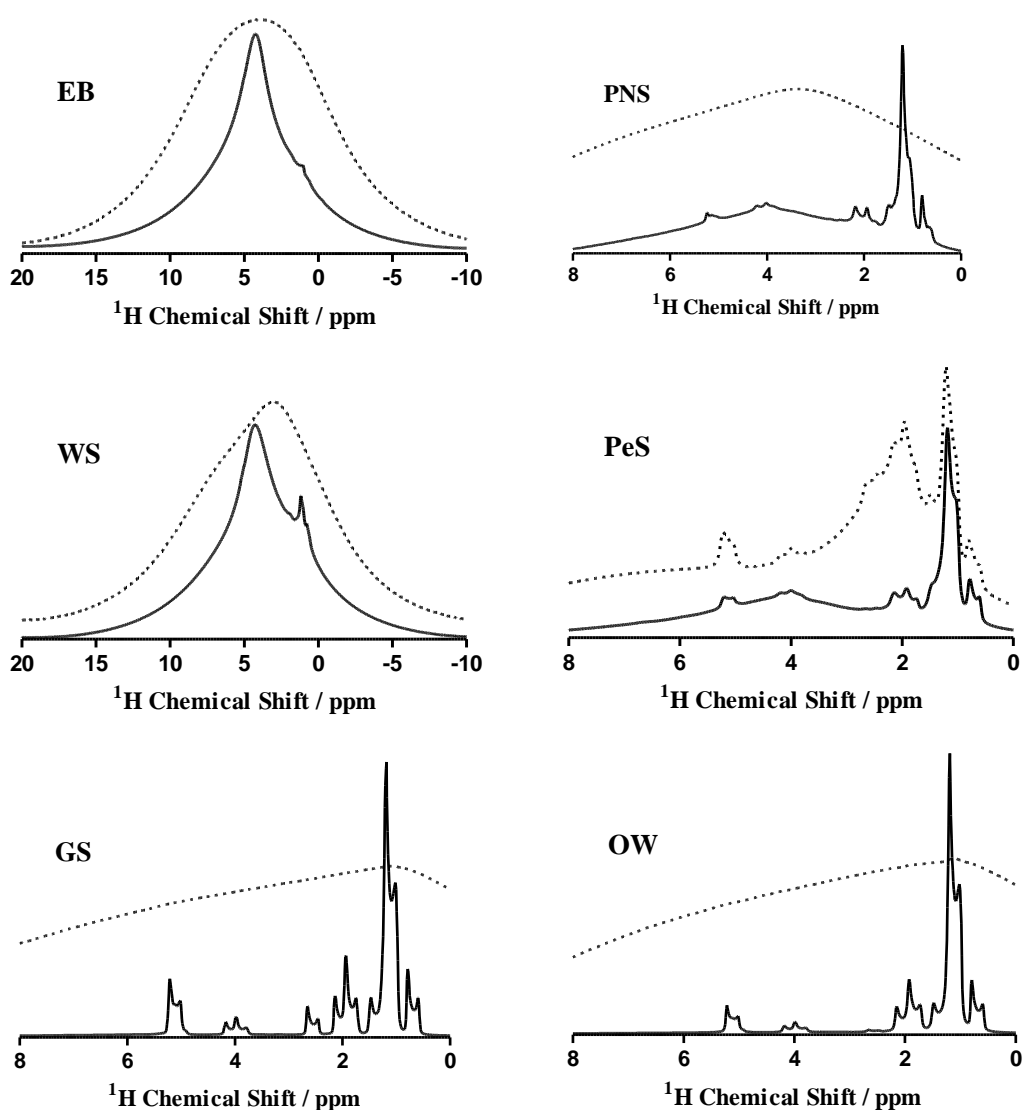 EB
20 15 10 5 0 -5 -10
¹H Chemical Shift / ppm
PNS
8 6 4 2 0
¹H Chemical Shift / ppm
WS
20 15 10 5 0 -5 -10
¹H Chemical Shift / ppm
PeS
8 6 4 2 0
¹H Chemical Shift / ppm
GS
8 6 4 2 0
¹H Chemical Shift / ppm
OW
8 6 4 2 0
¹H Chemical Shift / ppm